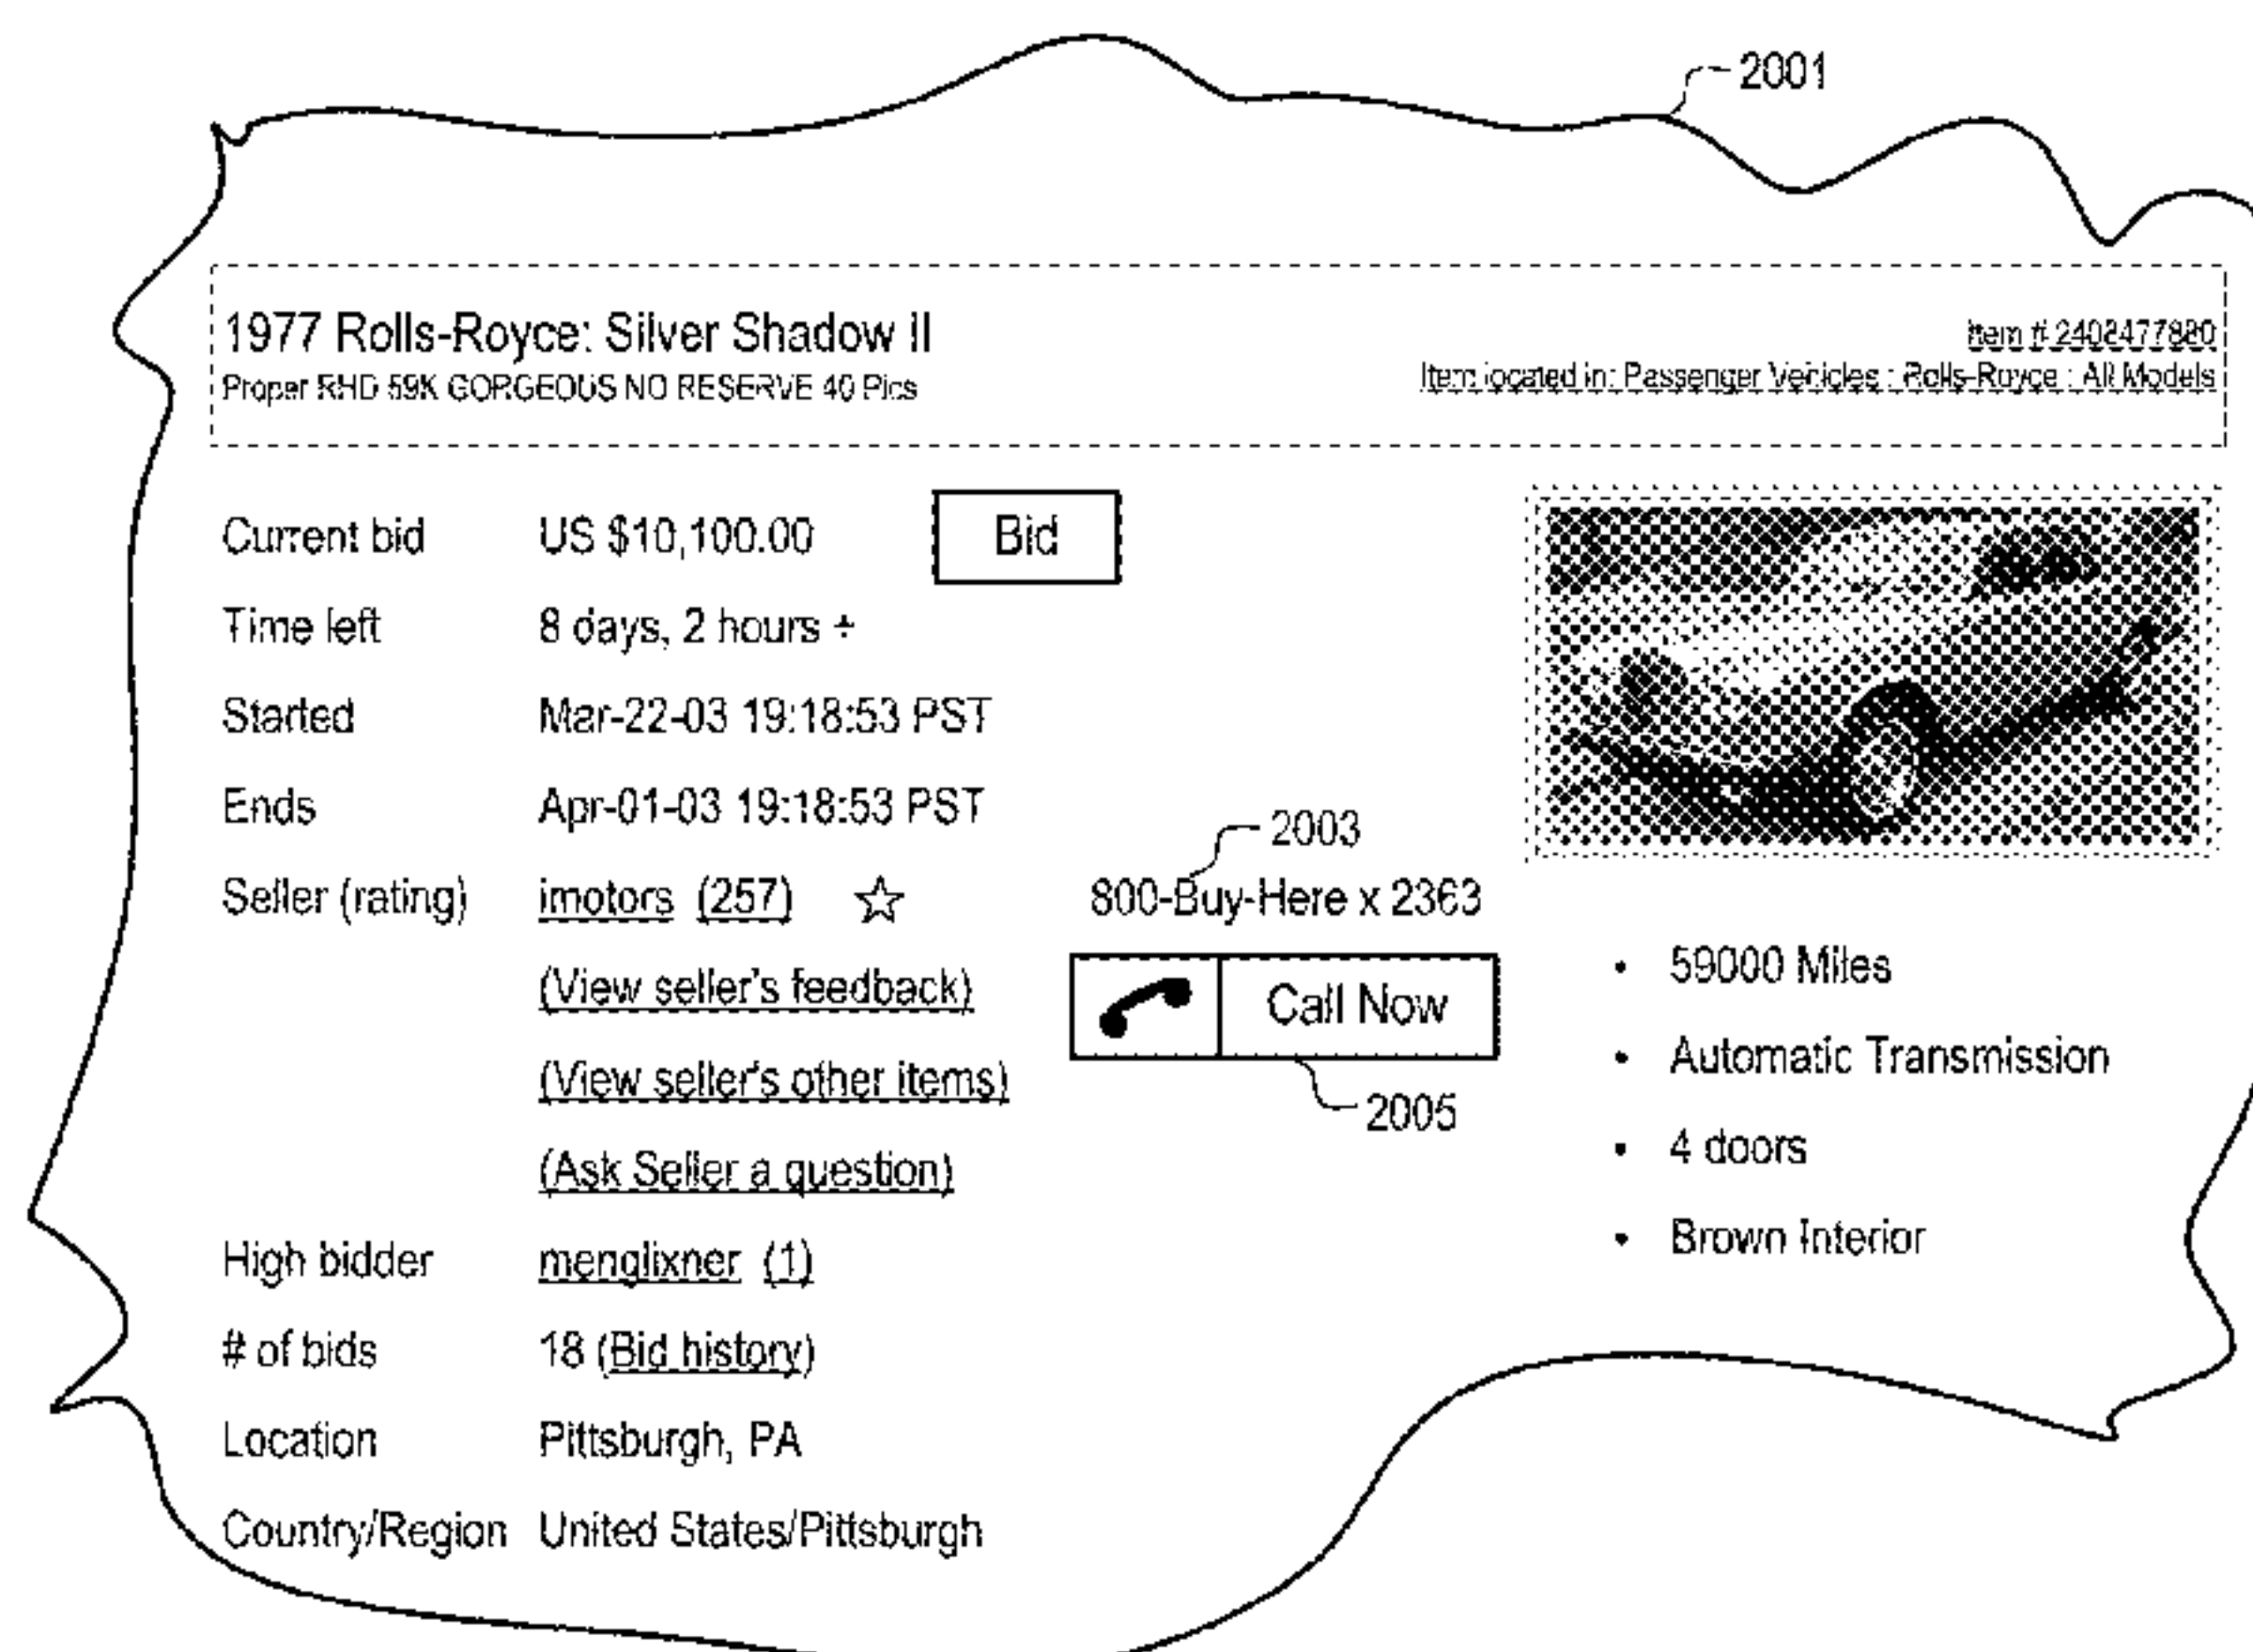 2001
1977 Rolls-Royce: Silver Shadow II
Proper RHD 59K GORGEOUS NO RESERVE 40 Pics
Item # 2402477880
Item located in: Passenger Vehicles : Rolls-Royce : All Models
Current bid US $10,100.00 Bid
Time left 8 days, 2 hours +
Started Mar-22-03 19:18:53 PST
Ends Apr-01-03 19:18:53 PST
2003
Seller (rating) imotors (257) ☆ 800-Buy-Here x 2363
(View seller's feedback) Call Now
(View seller's other items)
2005
(Ask Seller a question)
• 59000 Miles
• Automatic Transmission
• 4 doors
• Brown Interior
High bidder menglixner (1)
# of bids 18 (Bid history)
Location Pittsburgh, PA
Country/Region United States/Pittsburgh